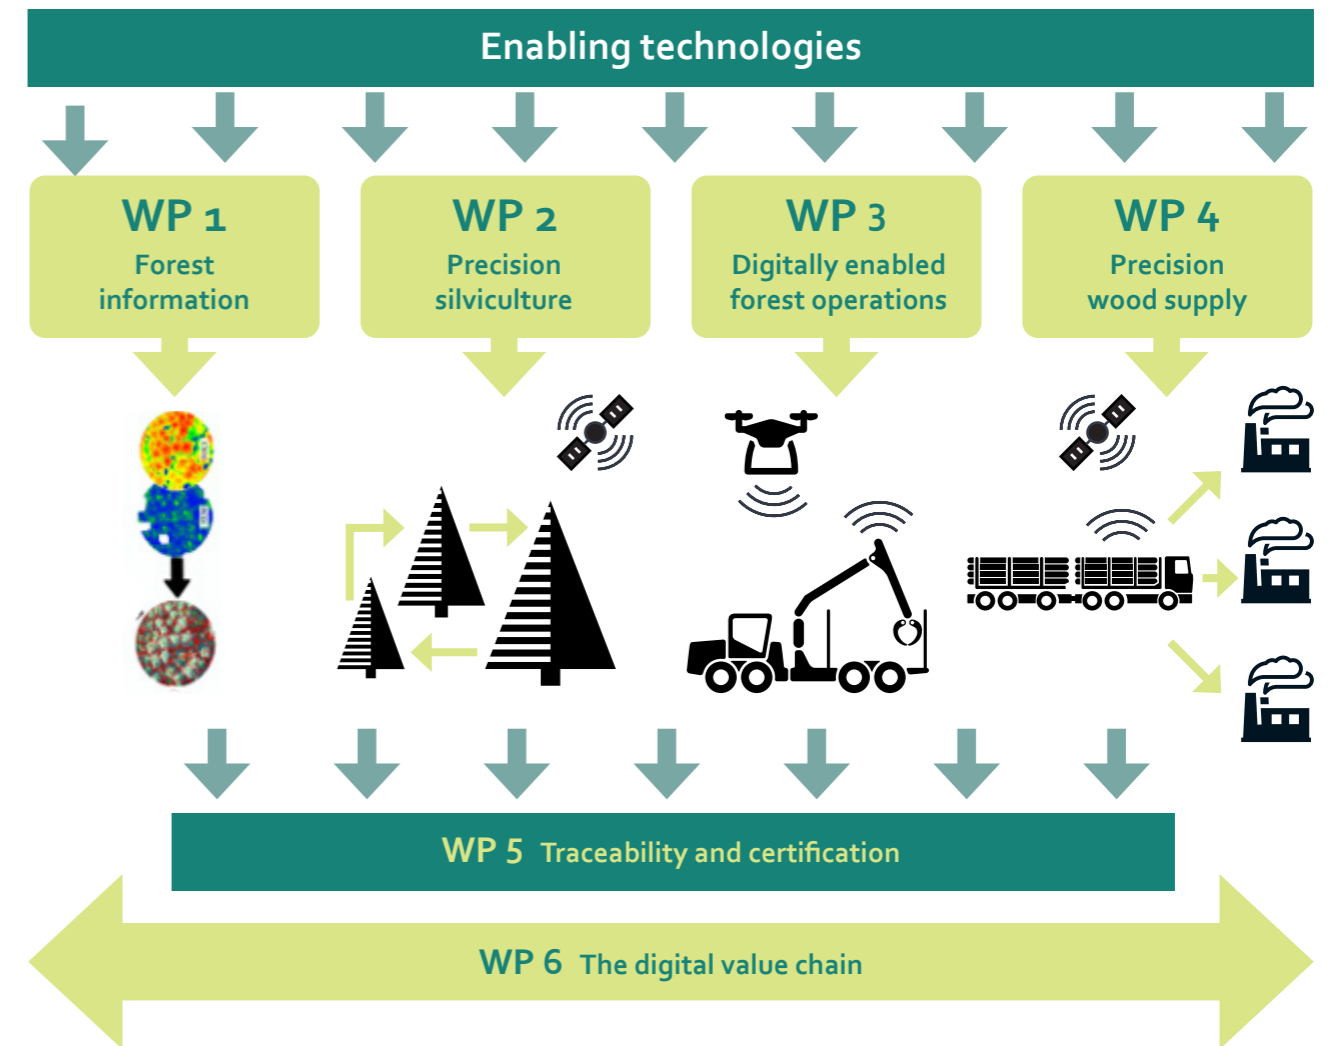 Enabling technologies
WP 1
Forest
information
WP 2
Precision
silviculture
WP 3
Digitally enabled
forest operations
WP 4
Precision
wood supply
WP 5 Traceability and certification
WP 6 The digital value chain